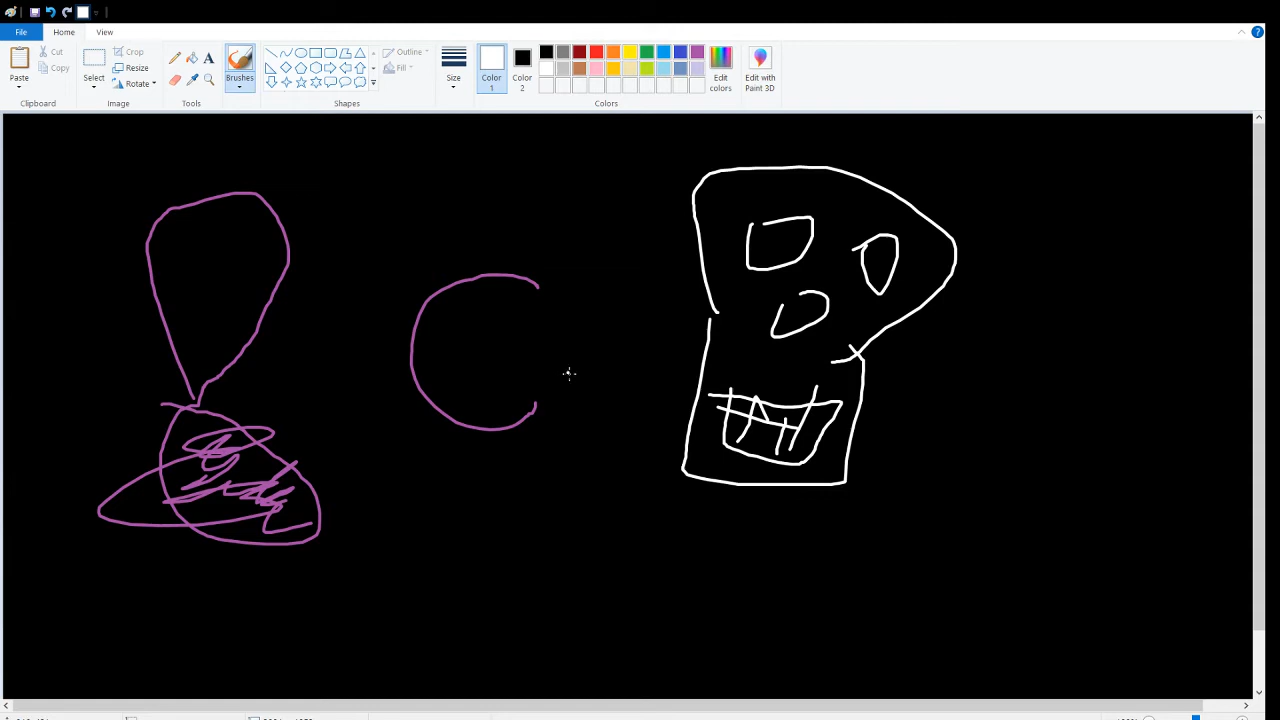 File Home View
Paste
Cut
Copy
Clipboard
Select
Crop
Resize
Rotate
Image
A
Tools
Brushes
Outline
Fill
Shapes
Size
Color
1
Color
2
Edit
colors
Colors
Edit with
Paint 3D
C